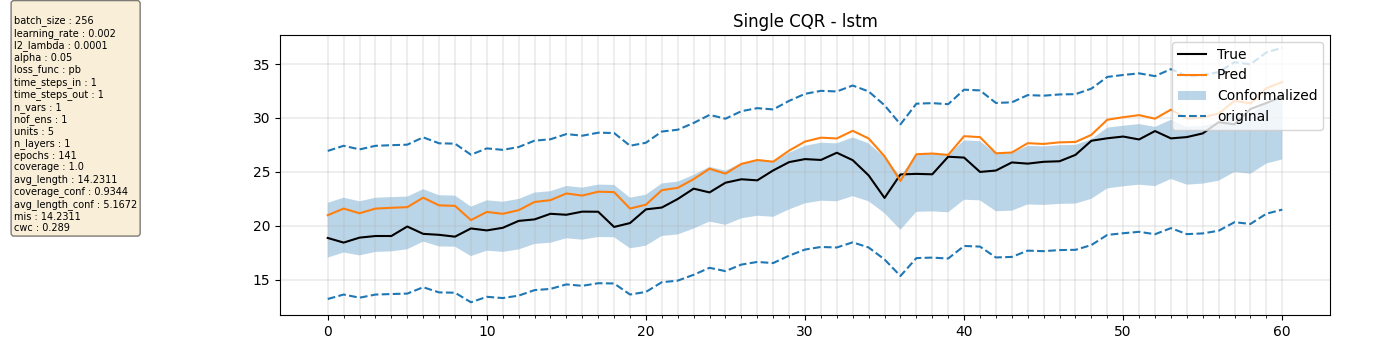 batch_size : 256
learning_rate : 0.002
l2_lambda : 0.0001
alpha : 0.05
loss_func : pb
time_steps_in : 1
time_steps_out : 1
n_vars : 1
nof_ens : 1
units : 5
n_layers : 1
epochs : 141
coverage : 1.0
avg_length : 14.2311
coverage_conf : 0.9344
avg_length_conf : 5.1672
mis : 14.2311
cwc : 0.289
Single CQR - lstm
35
30
25
20
15
0
10
20
30
40
50
60
True
Pred
Conformalized
original